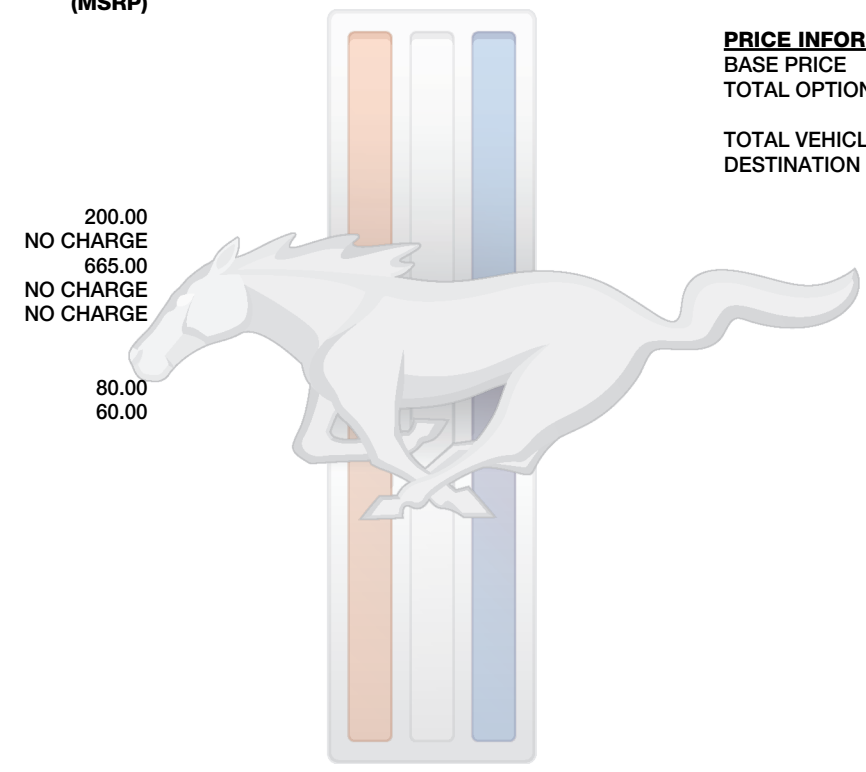 (MSRP)
200.00
NO CHARGE
665.00
NO CHARGE
NO CHARGE
80.00
60.00
PRICE INFOR
BASE PRICE
TOTAL OPTION
TOTAL VEHICL
DESTINATION